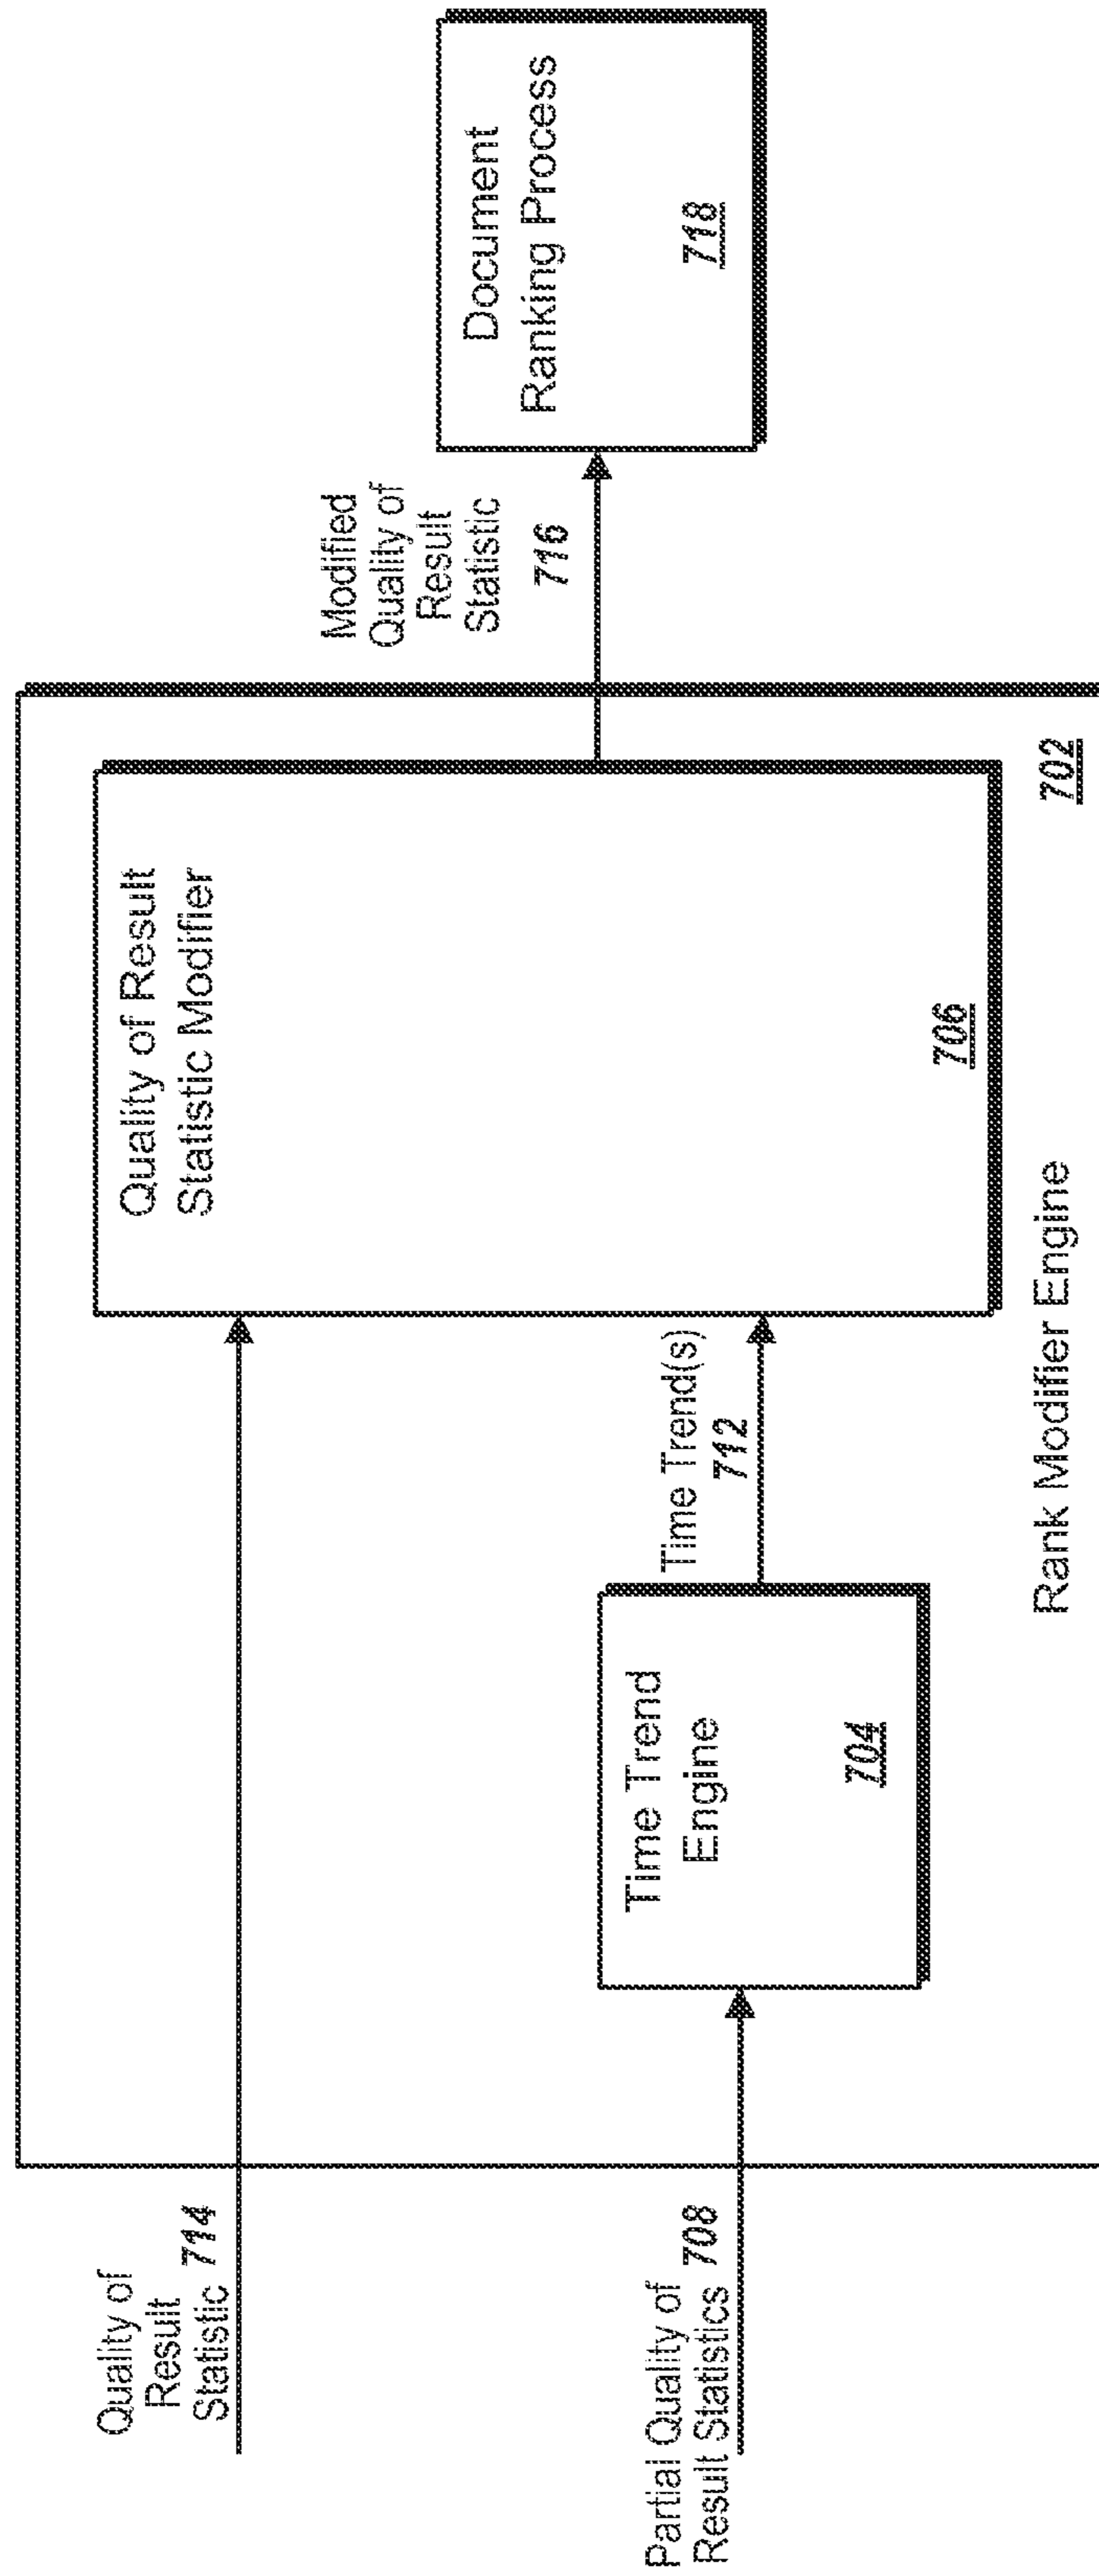 Quality of
Result
Statistic 714
Partial Quality of
Result Statistics 708
Time Trend
Engine
704
Time Trend(s)
712
Quality of Result
Statistic Modifier
706
Rank Modifier Engine
702
Modified
Quality of
Result
Statistic
716
Document
Ranking Process
718